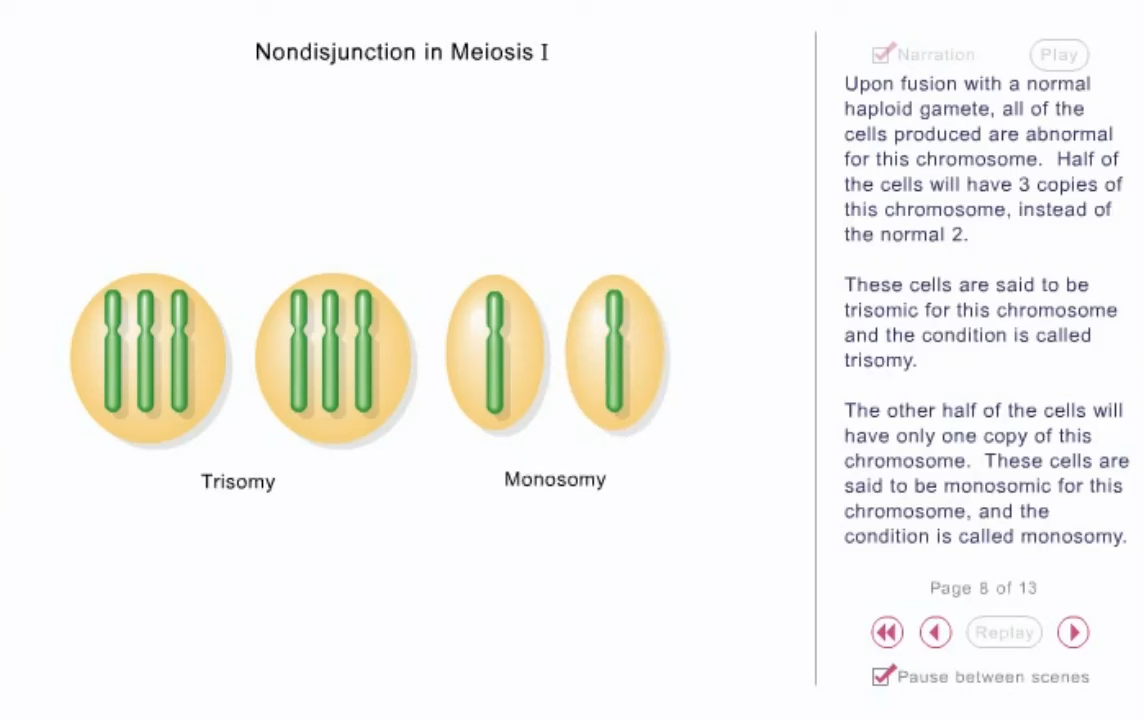 Nondisjunction in Meiosis I
Trisomy
Monosomy
Narration
Play
Upon fusion with a normal
haploid gamete, all of the
cells produced are abnormal
for this chromosome.  Half of
the cells will have 3 copies of
this chromosome, instead of
the normal 2.
These cells are said to be
trisomic for this chromosome
and the condition is called
trisomy.
The other half of the cells will
have only one copy of this
chromosome.  These cells are
said to be monosomic for this
chromosome, and the
condition is called monosomy.
Page 8 of 13
Replay
Pause between scenes